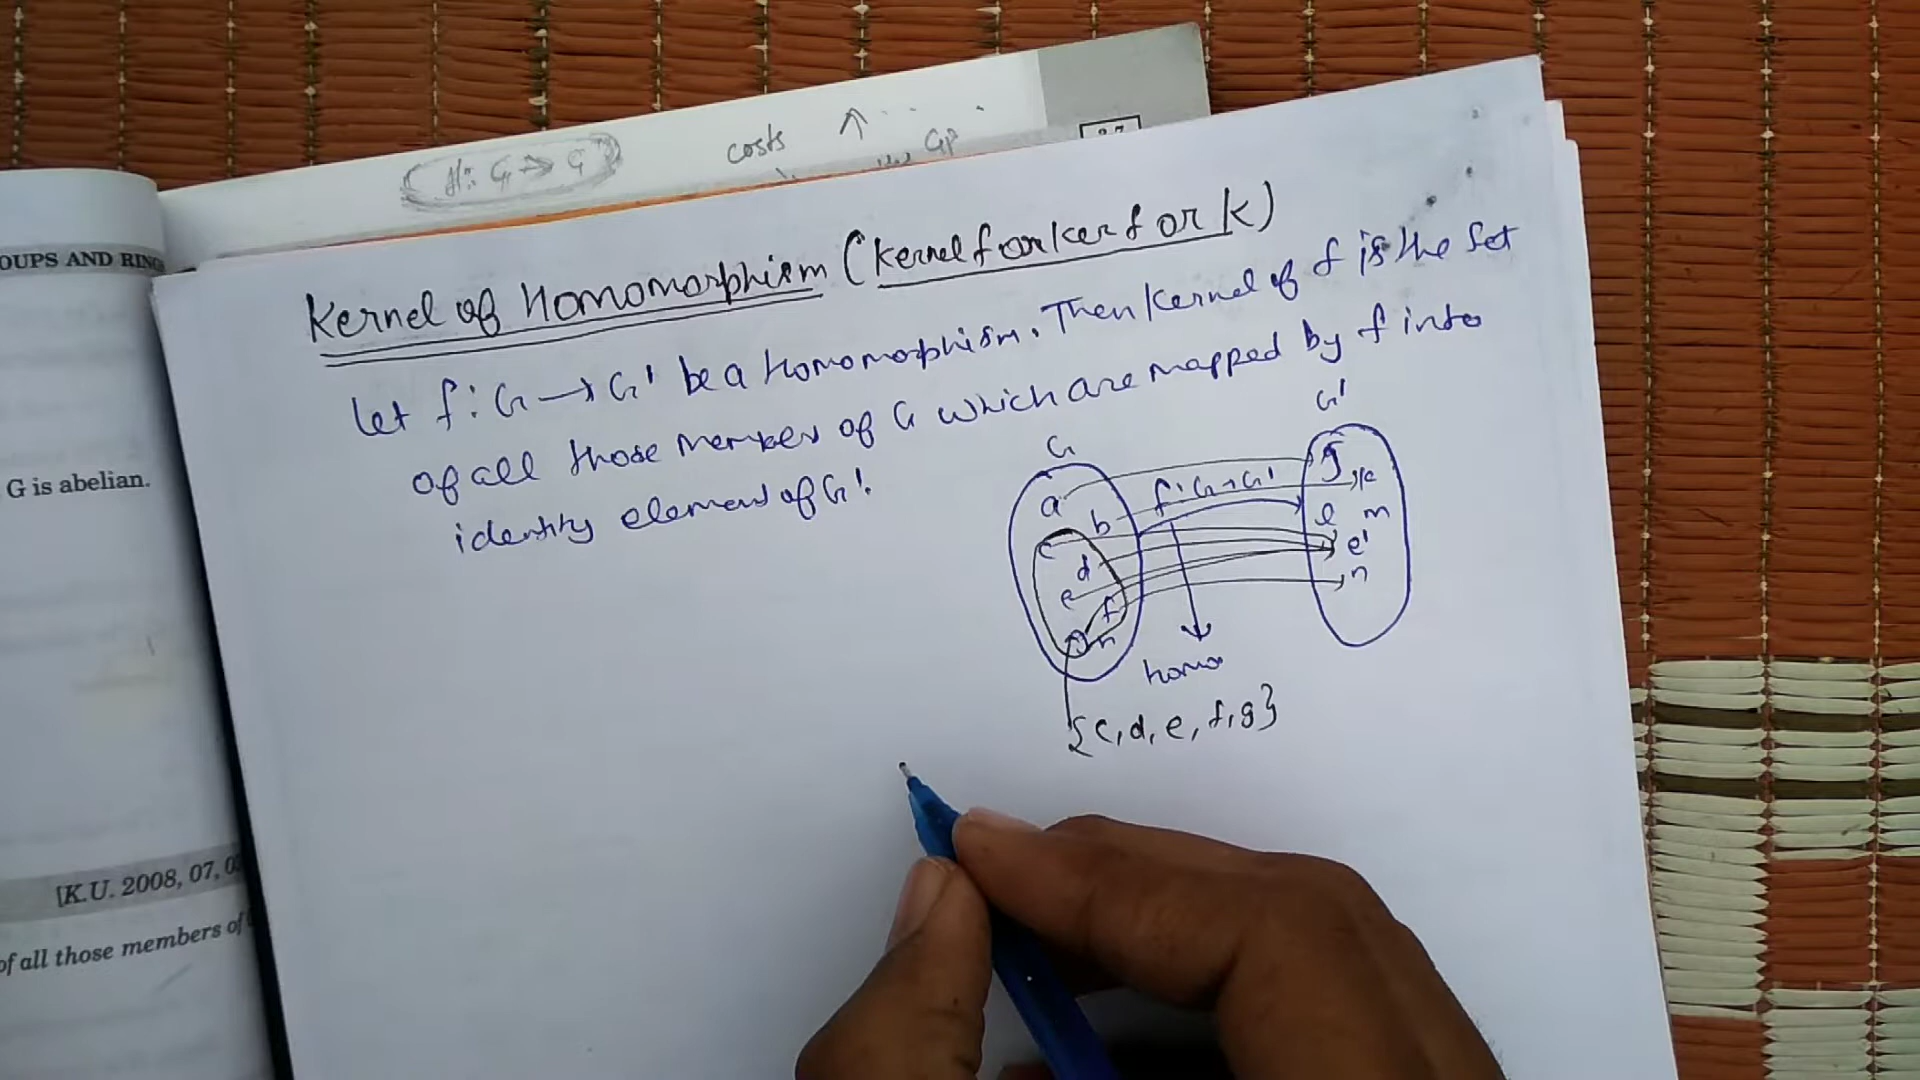 costs
GP
OUPS AND RIN
Kernel of Homomorphism (Kernel f or ker f or K)
Let f : G → G' be a Homomorphism. Then Kernel of f is the set
of all those member of G which are mapped by f into
identity element of G'.
G is abelian.
G
G'
a
b
c
d
e
f
n
f: G → G'
g
l m
e'
n
homo
{c, d, e, f, g}
[K.U. 2008, 07, 0
of all those members of